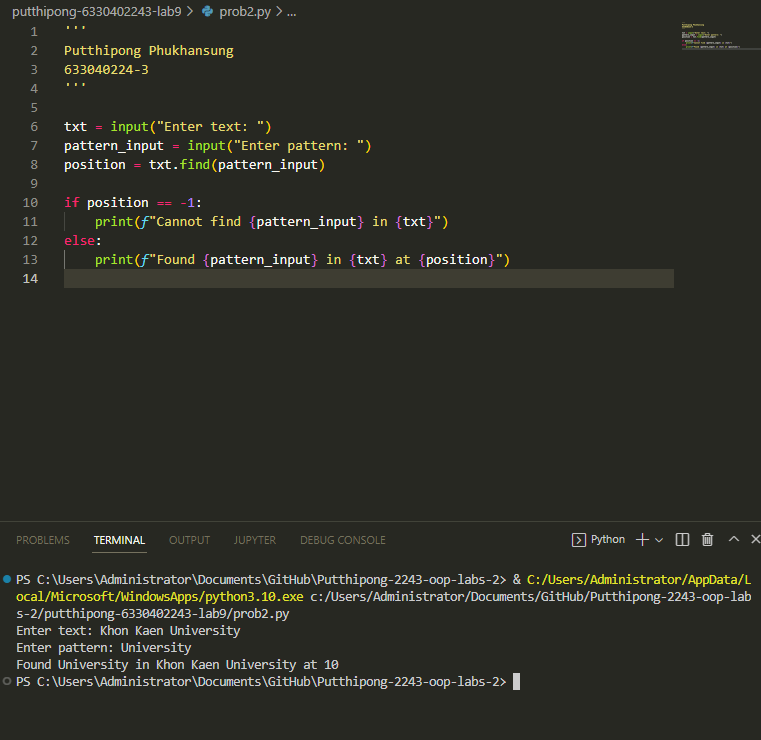 putthipong-6330402243-lab9 > prob2.py > ...
1 '''
2 Putthipong Phukhansung
3 633040224-3
4 '''
5
6 txt = input("Enter text: ")
7 pattern_input = input("Enter pattern: ")
8 position = txt.find(pattern_input)
9
10 if position == -1:
11     print(f"Cannot find {pattern_input} in {txt}")
12 else:
13     print(f"Found {pattern_input} in {txt} at {position}")
14
PROBLEMS TERMINAL OUTPUT JUPYTER DEBUG CONSOLE Python
PS C:\Users\Administrator\Documents\GitHub\Putthipong-2243-oop-labs-2> & C:/Users/Administrator/AppData/L
ocal/Microsoft/WindowsApps/python3.10.exe c:/Users/Administrator/Documents/GitHub/Putthipong-2243-oop-lab
s-2/putthipong-6330402243-lab9/prob2.py
Enter text: Khon Kaen University
Enter pattern: University
Found University in Khon Kaen University at 10
PS C:\Users\Administrator\Documents\GitHub\Putthipong-2243-oop-labs-2>